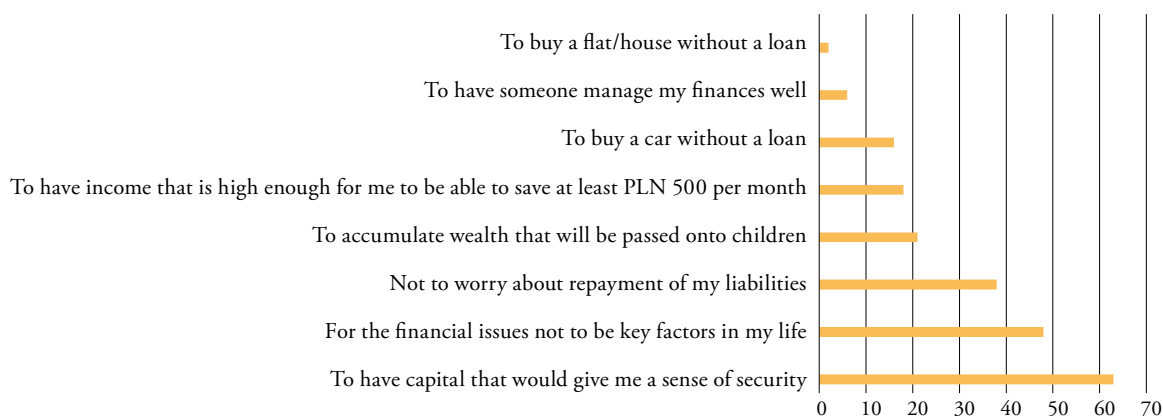 To buy a flat/house without a loan
To have someone manage my finances well
To buy a car without a loan
To have income that is high enough for me to be able to save at least PLN 500 per month
To accumulate wealth that will be passed onto children
Not to worry about repayment of my liabilities
For the financial issues not to be key factors in my life
To have capital that would give me a sense of security
0 10 20 30 40 50 60 70